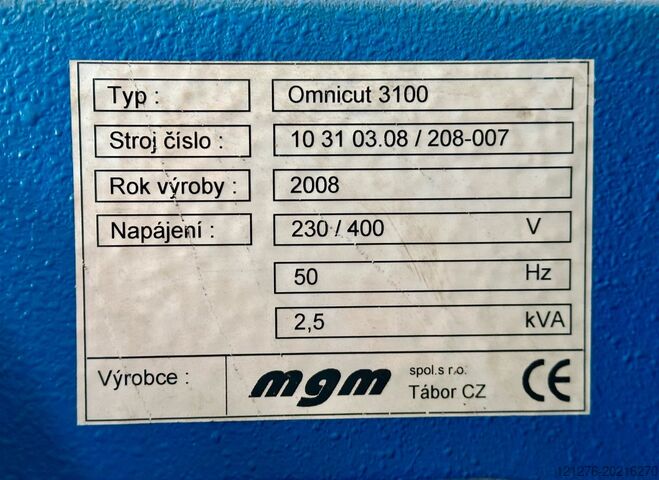 Typ : Omnicut 3100
Stroj číslo : 10 31 03.08 / 208-007
Rok výroby : 2008
Napájení : 230 / 400 V
50 Hz
2,5 kVA
Výrobce : mgm spol.s r.o.
Tábor CZ CE
121276-20216270